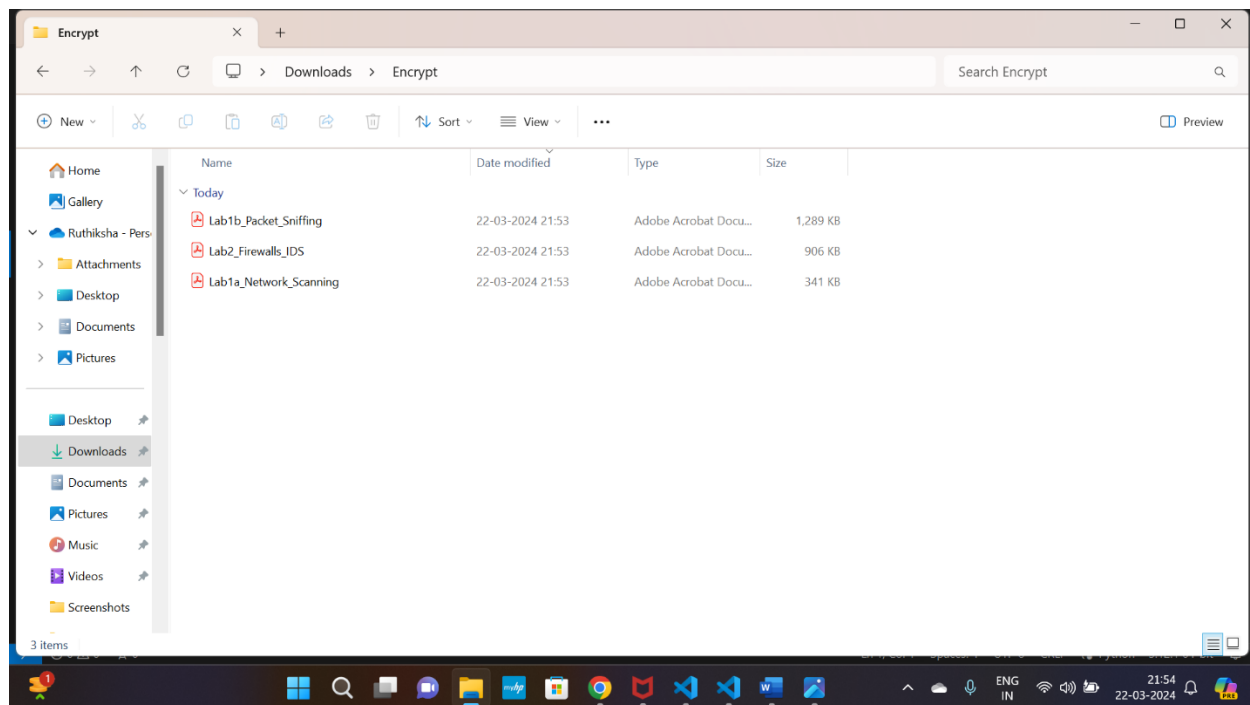 Encrypt
Downloads > Encrypt
Search Encrypt
New
Sort
View
Preview
Home
Gallery
Ruthiksha - Pers
Attachments
Desktop
Documents
Pictures
Desktop
Downloads
Documents
Pictures
Music
Videos
Screenshots
Name Date modified Type Size
Today
Lab1b_Packet_Sniffing 22-03-2024 21:53 Adobe Acrobat Docu... 1,289 KB
Lab2_Firewalls_IDS 22-03-2024 21:53 Adobe Acrobat Docu... 906 KB
Lab1a_Network_Scanning 22-03-2024 21:53 Adobe Acrobat Docu... 341 KB
3 items
1
myhp
ENG
IN
21:54
22-03-2024
PRE